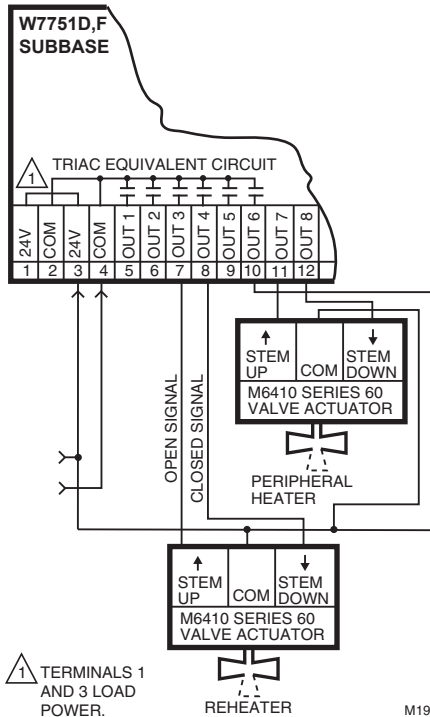 W7751D,F
SUBBASE
1
TRIAC EQUIVALENT CIRCUIT
24V
COM
24V
COM
OUT 1
OUT 2
OUT 3
OUT 4
OUT 5
OUT 6
OUT 7
OUT 8
1 2 3 4 5 6 7 8 9 10 11 12
STEM UP
COM
STEM DOWN
M6410 SERIES 60
VALVE ACTUATOR
PERIPHERAL
HEATER
OPEN SIGNAL
CLOSED SIGNAL
STEM UP
COM
STEM DOWN
M6410 SERIES 60
VALVE ACTUATOR
REHEATER
1 TERMINALS 1
AND 3 LOAD
POWER.
M19